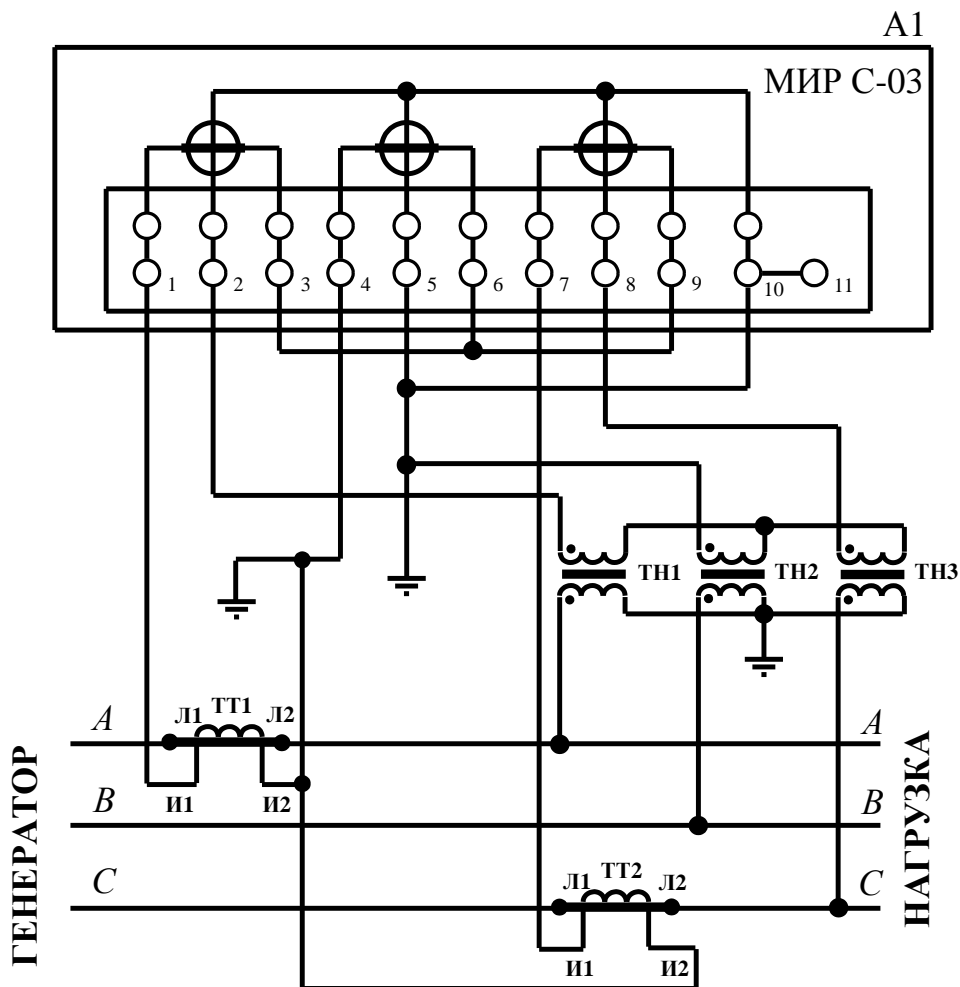 А1
МИР С-03
1 2 3 4 5 6 7 8 9 10 11
ТН1 ТН2 ТН3
A Л1 ТТ1 Л2 A
И1 И2
B B
C Л1 ТТ2 Л2 C
И1 И2
ГЕНЕРАТОР
НАГРУЗКА